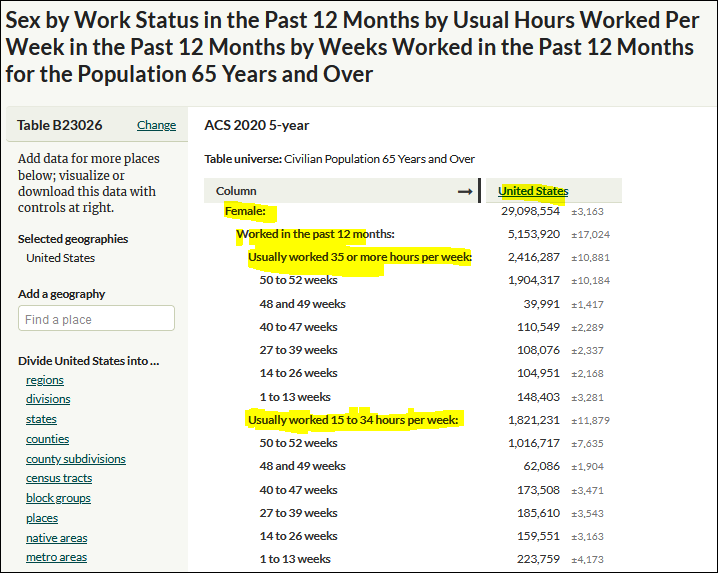 Sex by Work Status in the Past 12 Months by Usual Hours Worked Per
Week in the Past 12 Months by Weeks Worked in the Past 12 Months
for the Population 65 Years and Over
Table B23026 Change
Add data for more places
below; visualize or
download this data with
controls at right.
Selected geographies
United States
Add a geography
Find a place
Divide United States into ...
regions
divisions
states
counties
county subdivisions
census tracts
block groups
places
native areas
metro areas
ACS 2020 5-year
Table universe: Civilian Population 65 Years and Over
Column → United States
Female: 29,098,554 ±3,163
Worked in the past 12 months: 5,153,920 ±17,024
Usually worked 35 or more hours per week: 2,416,287 ±10,881
50 to 52 weeks 1,904,317 ±10,184
48 and 49 weeks 39,991 ±1,417
40 to 47 weeks 110,549 ±2,289
27 to 39 weeks 108,076 ±2,337
14 to 26 weeks 104,951 ±2,168
1 to 13 weeks 148,403 ±3,281
Usually worked 15 to 34 hours per week: 1,821,231 ±11,879
50 to 52 weeks 1,016,717 ±7,635
48 and 49 weeks 62,086 ±1,904
40 to 47 weeks 173,508 ±3,471
27 to 39 weeks 185,610 ±3,543
14 to 26 weeks 159,551 ±3,163
1 to 13 weeks 223,759 ±4,173